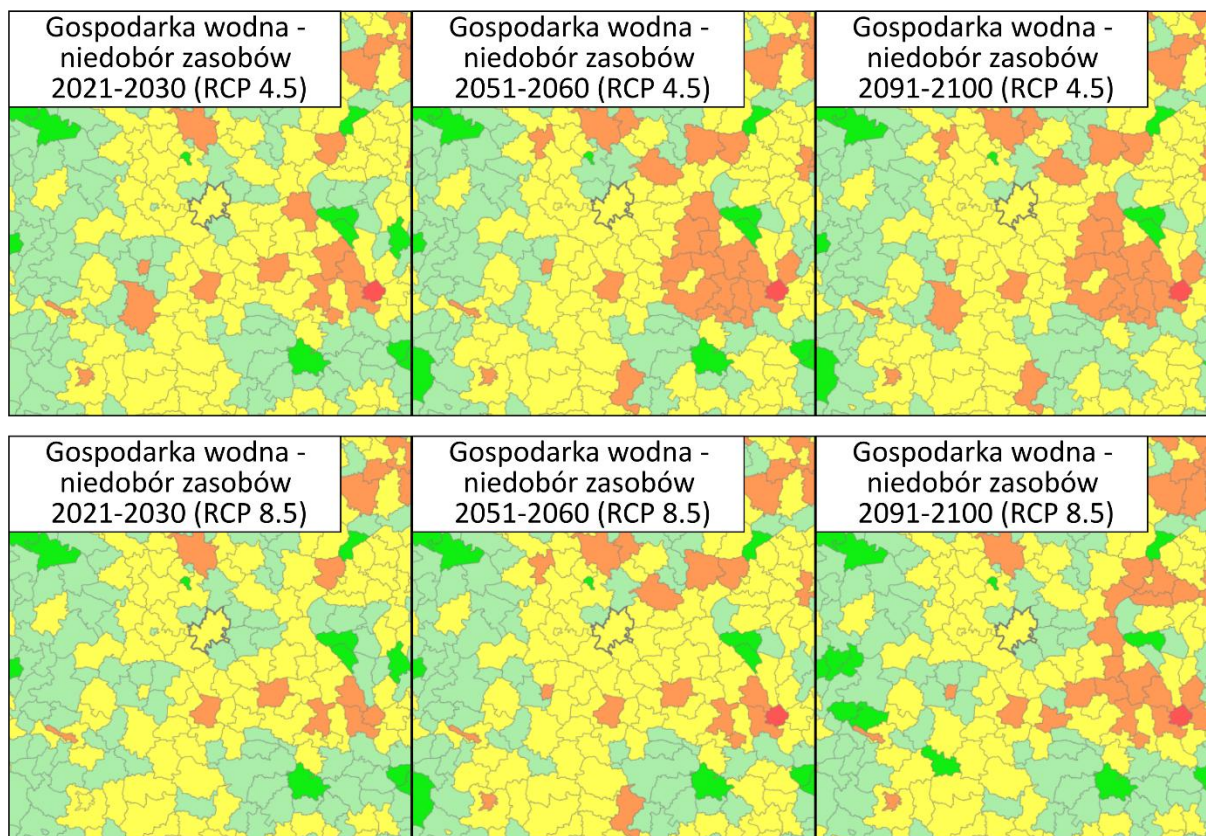 Gospodarka wodna -
niedobór zasobów
2021-2030 (RCP 4.5)
Gospodarka wodna -
niedobór zasobów
2051-2060 (RCP 4.5)
Gospodarka wodna -
niedobór zasobów
2091-2100 (RCP 4.5)
Gospodarka wodna -
niedobór zasobów
2021-2030 (RCP 8.5)
Gospodarka wodna -
niedobór zasobów
2051-2060 (RCP 8.5)
Gospodarka wodna -
niedobór zasobów
2091-2100 (RCP 8.5)